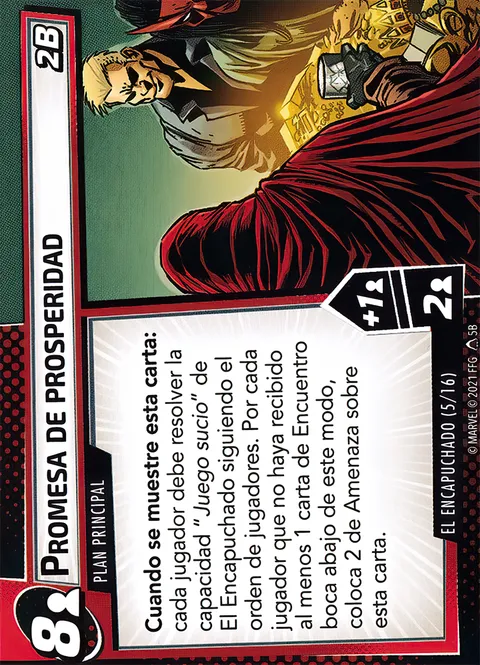 8
PROMESA DE PROSPERIDAD
2B
PLAN PRINCIPAL
Cuando se muestre esta carta:
cada jugador debe resolver la
capacidad “Juego sucio” de
El Encapuchado siguiendo el
orden de jugadores. Por cada
jugador que no haya recibido
al menos 1 carta de Encuentro
boca abajo de este modo,
coloca 2 de Amenaza sobre
esta carta.
+1
2
EL ENCAPUCHADO (5/16)
© MARVEL © 2021 FFG 5B